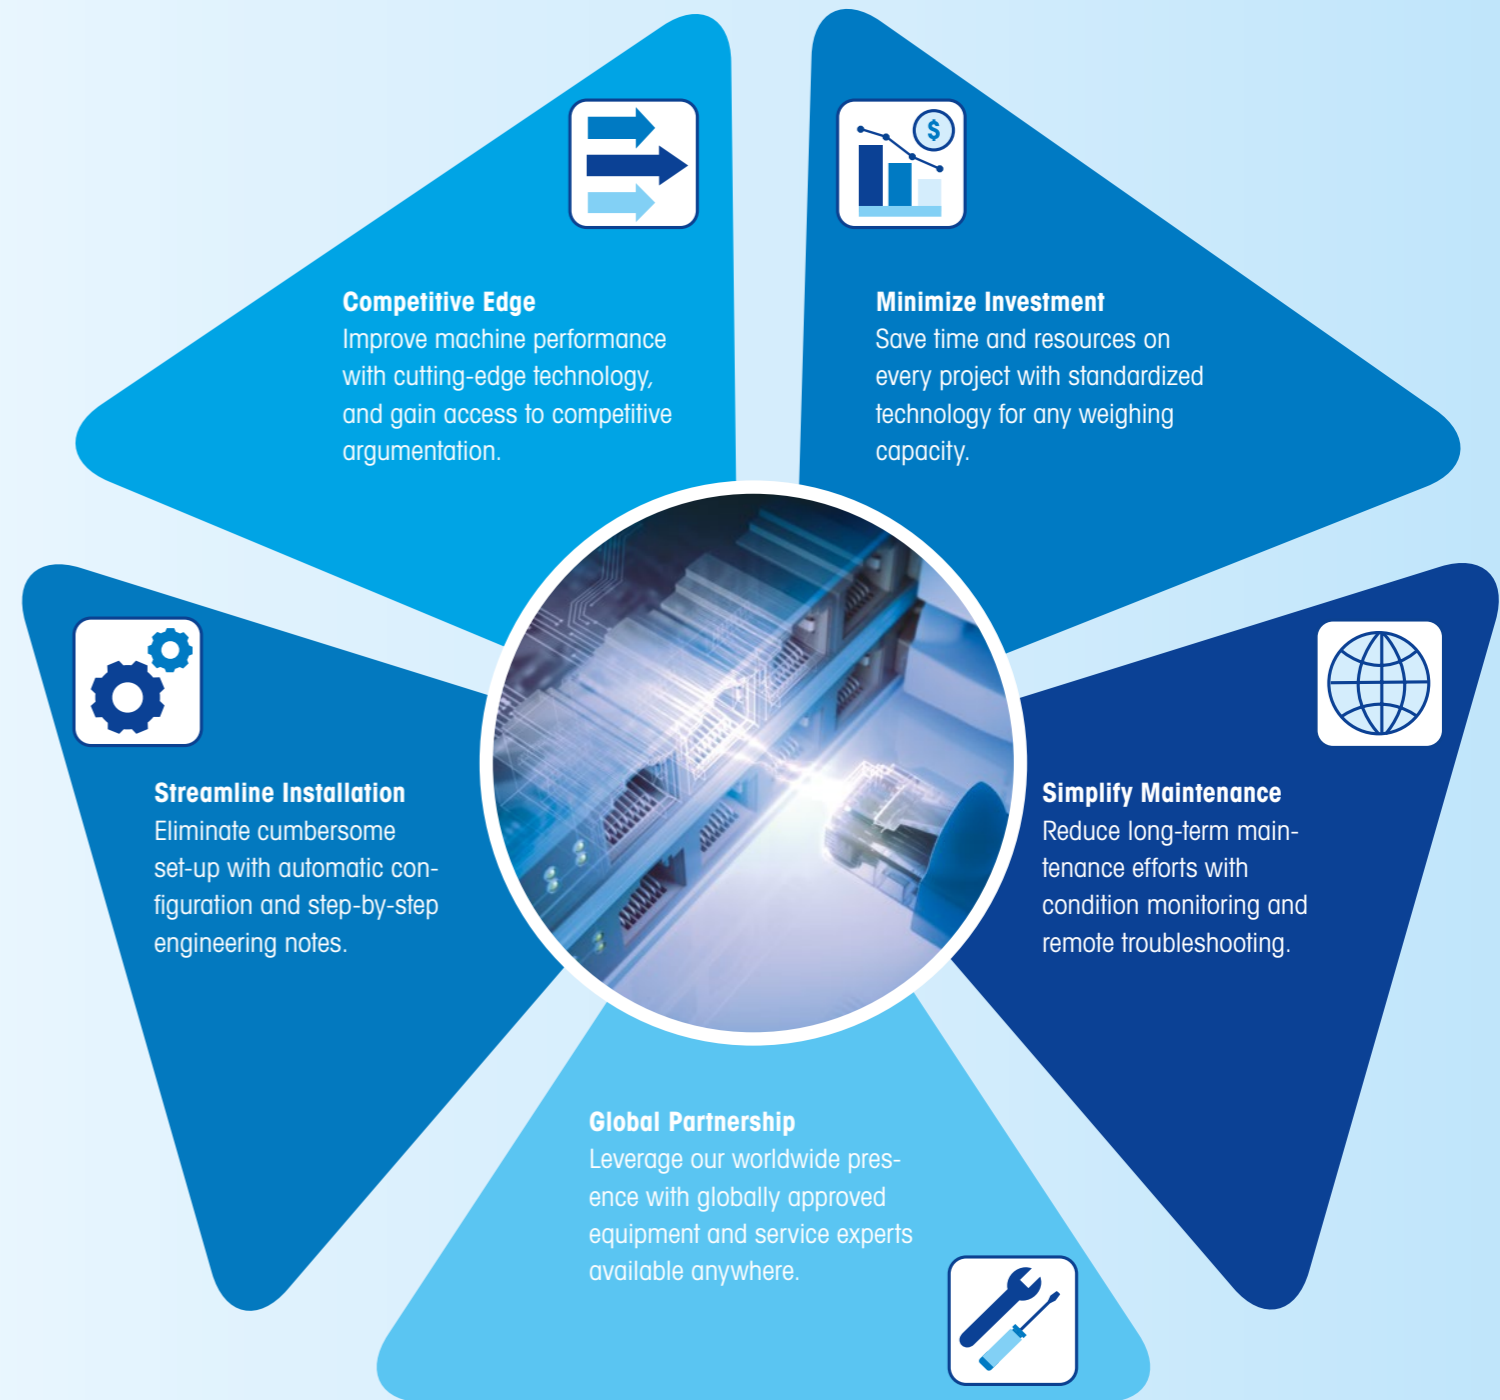 Competitive Edge
Improve machine performance
with cutting-edge technology,
and gain access to competitive
argumentation.
$
Minimize Investment
Save time and resources on
every project with standardized
technology for any weighing
capacity.
Streamline Installation
Eliminate cumbersome
set-up with automatic con-
figuration and step-by-step
engineering notes.
Simplify Maintenance
Reduce long-term main-
tenance efforts with
condition monitoring and
remote troubleshooting.
Global Partnership
Leverage our worldwide pres-
ence with globally approved
equipment and service experts
available anywhere.